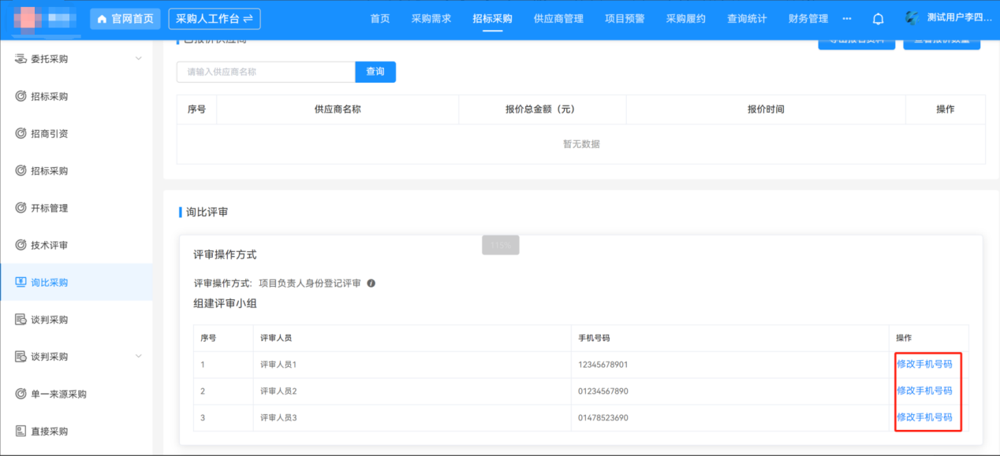 官网首页 采购人工作台 首页 采购需求 招标采购 供应商管理 项目预警 采购履约 查询统计 财务管理 ··· 测试用户李四...
委托采购
招标采购
招商引资
招标采购
开标管理
技术评审
询比采购
谈判采购
谈判采购
单一来源采购
直接采购
已报价供应商
请输入供应商名称 查询
序号 供应商名称 报价总金额（元） 报价时间 操作
暂无数据
询比评审
115%
评审操作方式
评审操作方式: 项目负责人身份登记评审
组建评审小组
序号 评审人员 手机号码 操作
1 评审人员1 12345678901 修改手机号码
2 评审人员2 01234567890 修改手机号码
3 评审人员3 01478523690 修改手机号码